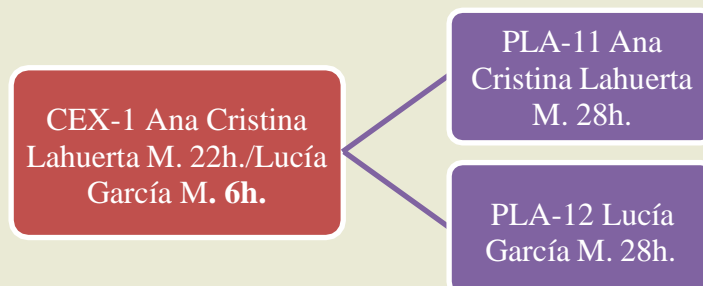 CEX-1 Ana Cristina
Lahuerta M. 22h./Lucía
García M. 6h.
PLA-11 Ana
Cristina Lahuerta
M. 28h.
PLA-12 Lucía
García M. 28h.